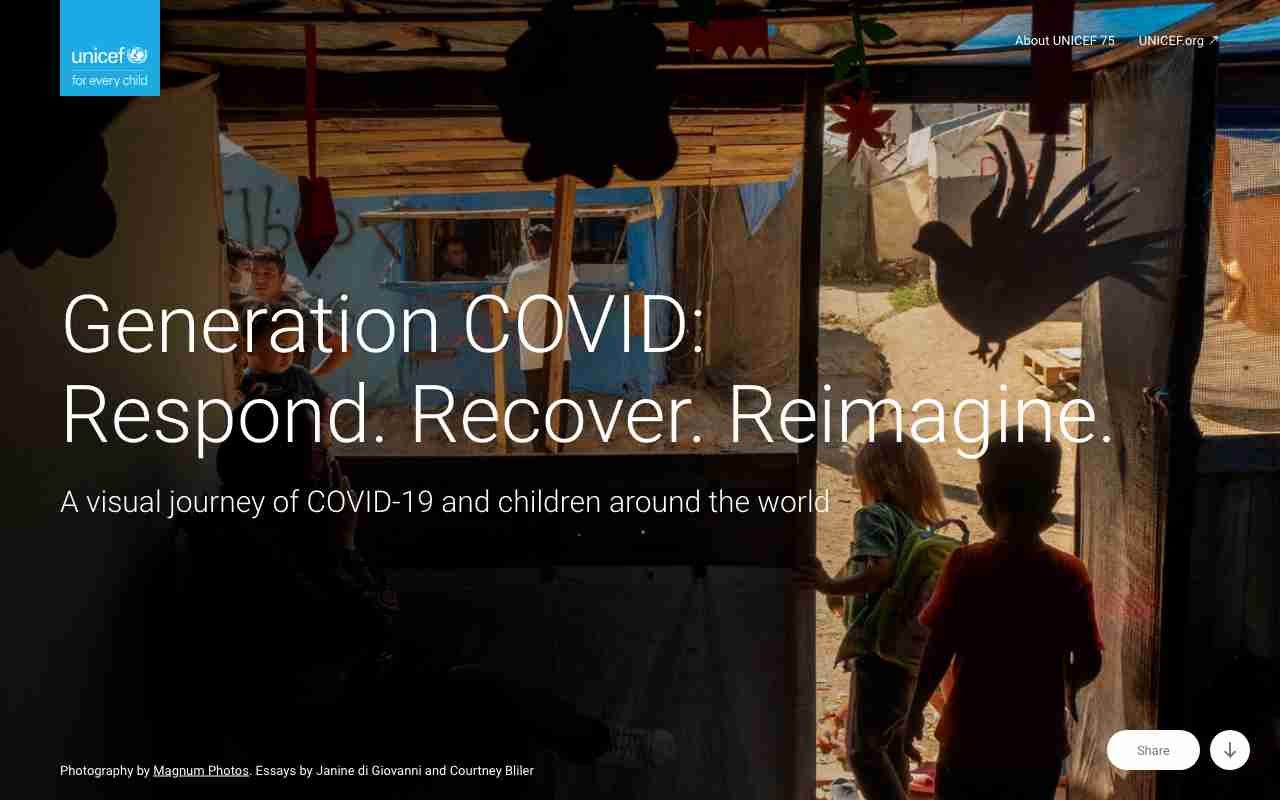 unicef
for every child
About UNICEF 75
UNICEF.org ↗
Generation COVID:
Respond. Recover. Reimagine.
A visual journey of COVID-19 and children around the world
Photography by Magnum Photos. Essays by Janine di Giovanni and Courtney Bliler
Share